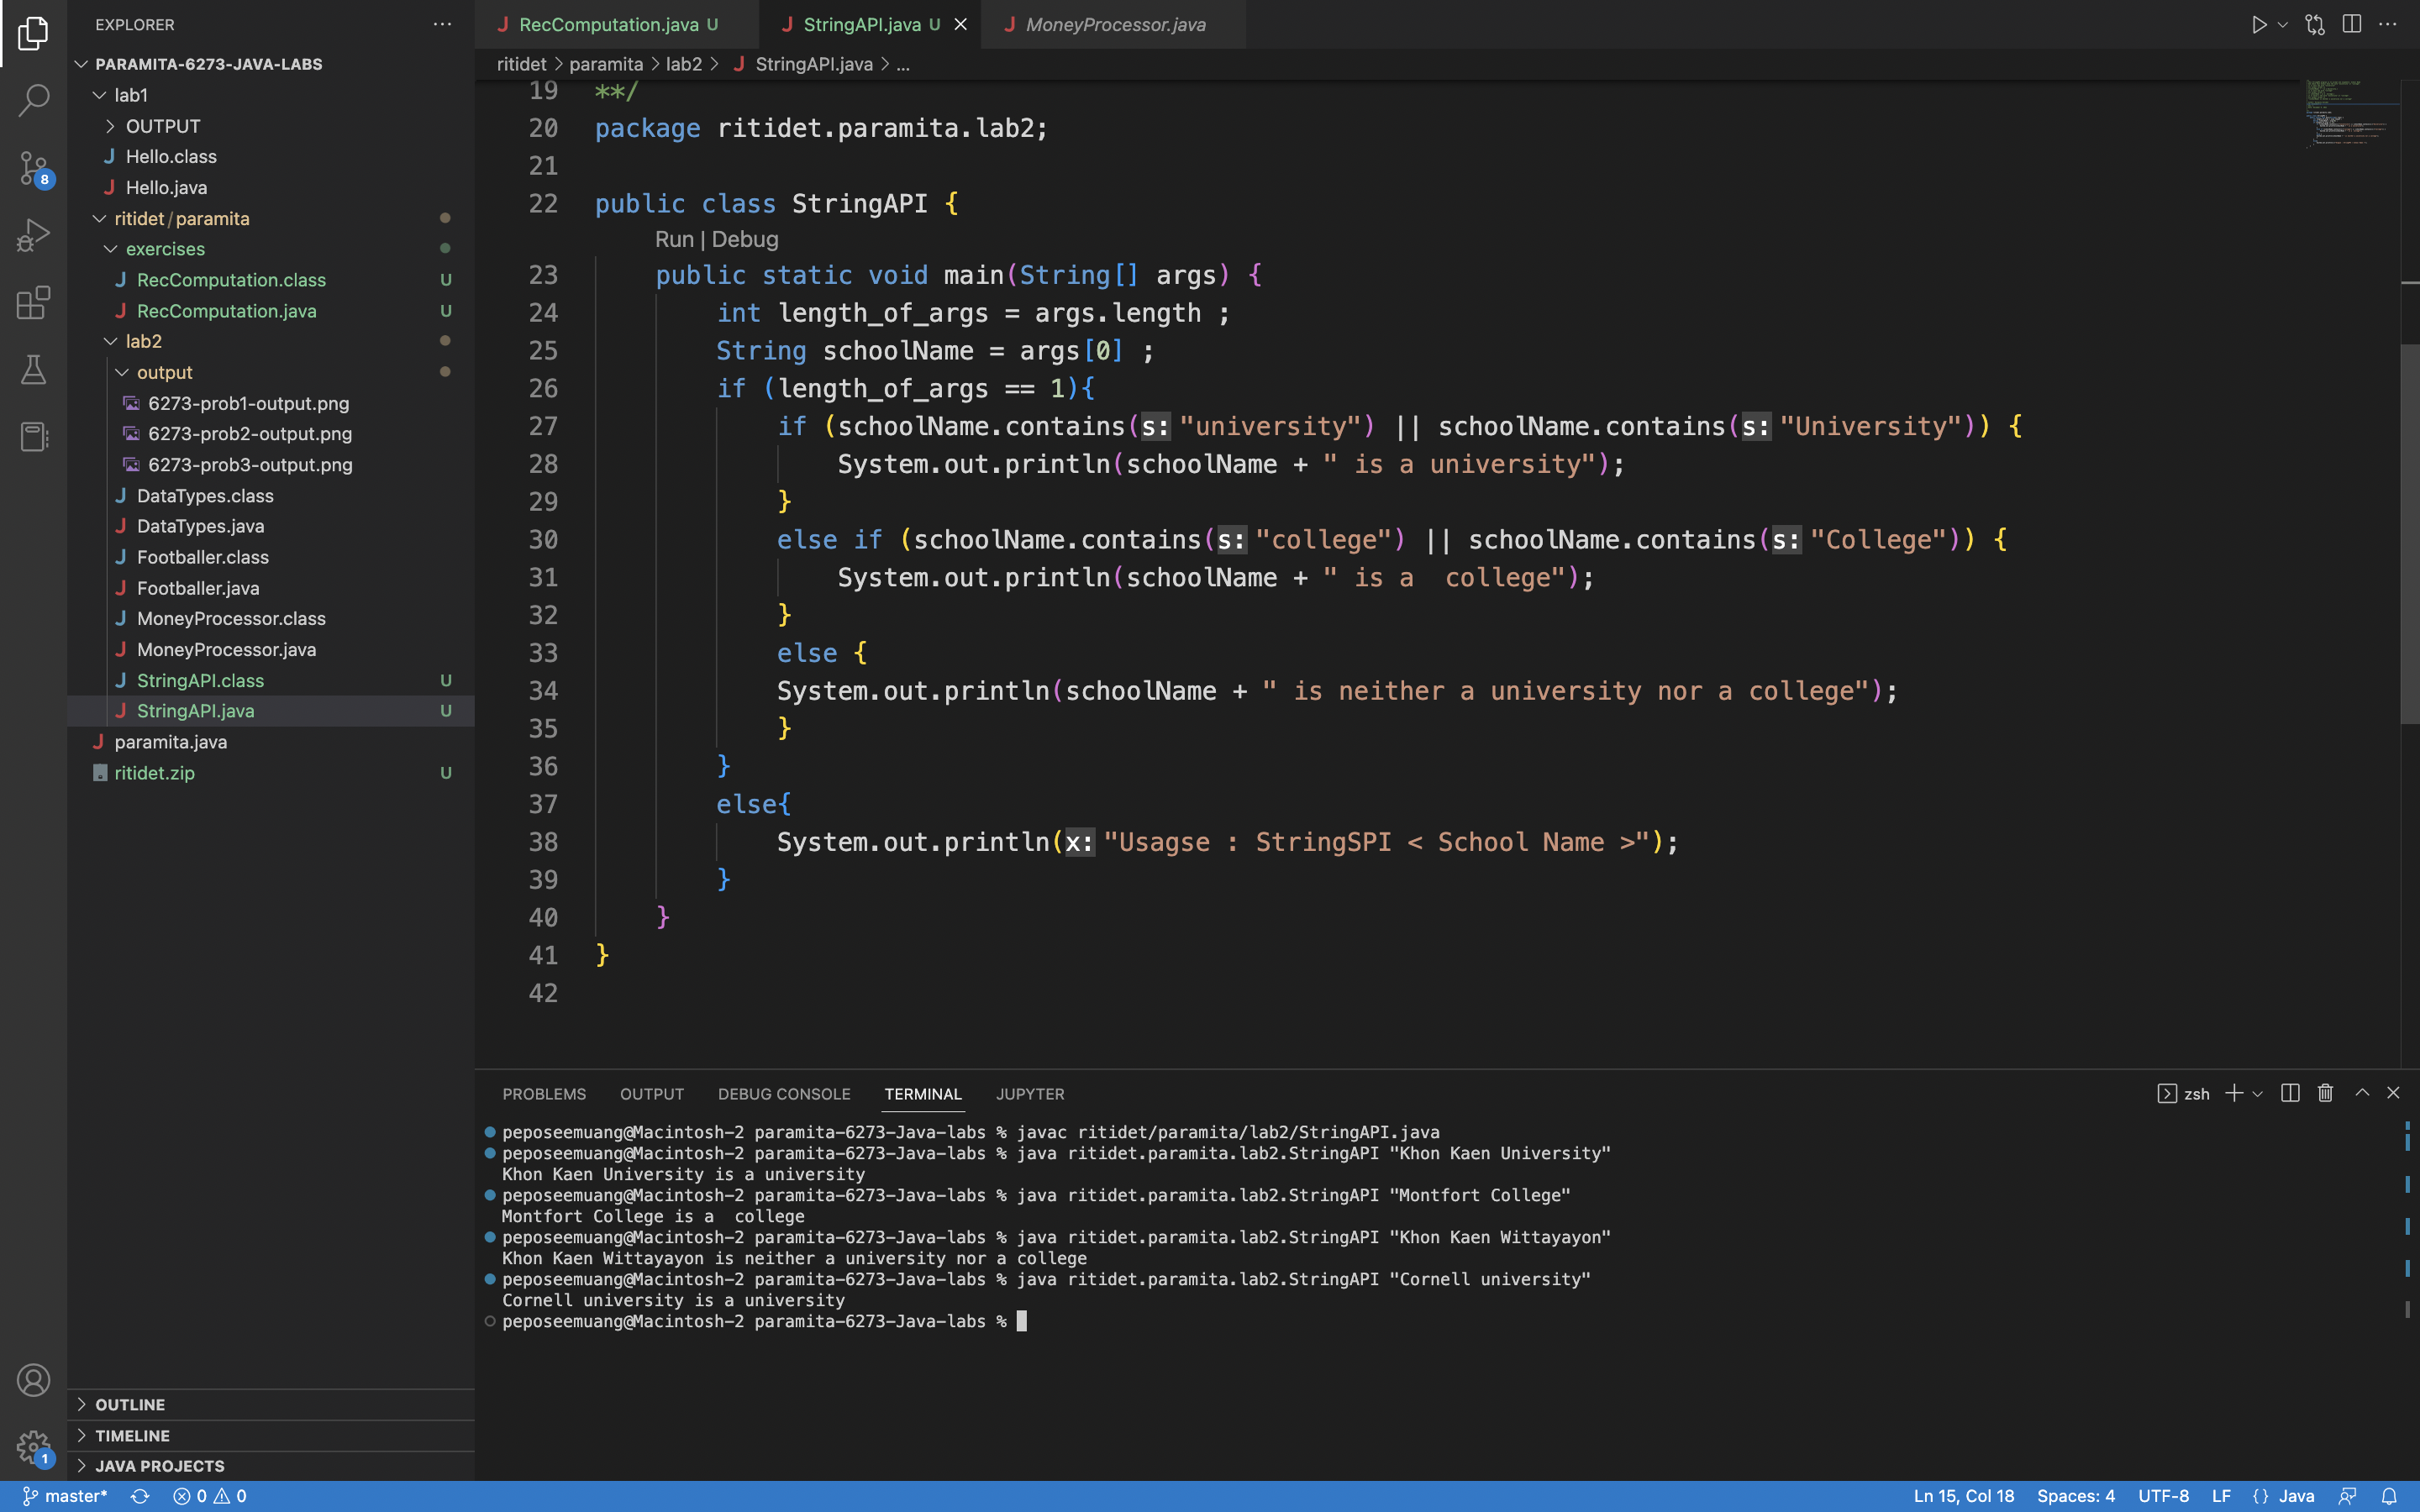 EXPLORER
PARAMITA-6273-JAVA-LABS
lab1
OUTPUT
Hello.class
Hello.java
ritidet/paramita
exercises
RecComputation.class U
RecComputation.java U
lab2
output
6273-prob1-output.png
6273-prob2-output.png
6273-prob3-output.png
DataTypes.class
DataTypes.java
Footballer.class
Footballer.java
MoneyProcessor.class
MoneyProcessor.java
StringAPI.class U
StringAPI.java U
paramita.java
ritidet.zip U
OUTLINE
TIMELINE
JAVA PROJECTS
8
1
RecComputation.java U
StringAPI.java U
MoneyProcessor.java
ritidet > paramita > lab2 > StringAPI.java > ...
19 **/
20 package ritidet.paramita.lab2;
21
22 public class StringAPI {
Run | Debug
23 public static void main(String[] args) {
24 int length_of_args = args.length ;
25 String schoolName = args[0] ;
26 if (length_of_args == 1){
27 if (schoolName.contains(s: "university") || schoolName.contains(s: "University")) {
28 System.out.println(schoolName + " is a university");
29 }
30 else if (schoolName.contains(s: "college") || schoolName.contains(s: "College")) {
31 System.out.println(schoolName + " is a  college");
32 }
33 else {
34 System.out.println(schoolName + " is neither a university nor a college");
35 }
36 }
37 else{
38 System.out.println(x: "Usagse : StringSPI < School Name >");
39 }
40 }
41 }
42
PROBLEMS OUTPUT DEBUG CONSOLE TERMINAL JUPYTER
zsh
peposeemuang@Macintosh-2 paramita-6273-Java-labs % javac ritidet/paramita/lab2/StringAPI.java
peposeemuang@Macintosh-2 paramita-6273-Java-labs % java ritidet.paramita.lab2.StringAPI "Khon Kaen University"
Khon Kaen University is a university
peposeemuang@Macintosh-2 paramita-6273-Java-labs % java ritidet.paramita.lab2.StringAPI "Montfort College"
Montfort College is a  college
peposeemuang@Macintosh-2 paramita-6273-Java-labs % java ritidet.paramita.lab2.StringAPI "Khon Kaen Wittayayon"
Khon Kaen Wittayayon is neither a university nor a college
peposeemuang@Macintosh-2 paramita-6273-Java-labs % java ritidet.paramita.lab2.StringAPI "Cornell university"
Cornell university is a university
peposeemuang@Macintosh-2 paramita-6273-Java-labs %
master* 0 0
Ln 15, Col 18 Spaces: 4 UTF-8 LF {} Java